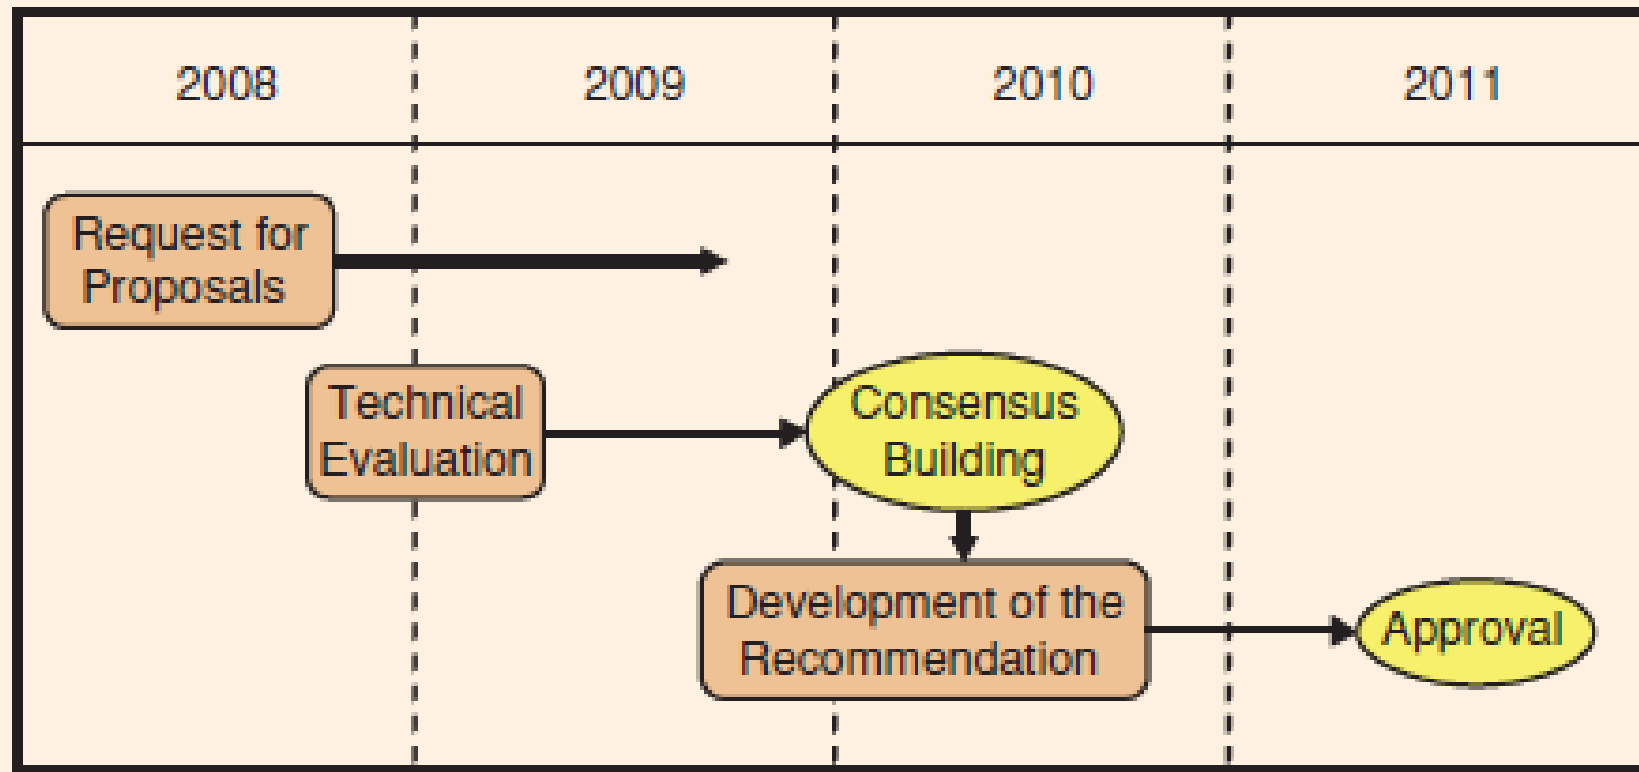 2008
2009
2010
2011
Request for
Proposals
Technical
Evaluation
Consensus
Building
Development of the
Recommendation
Approval